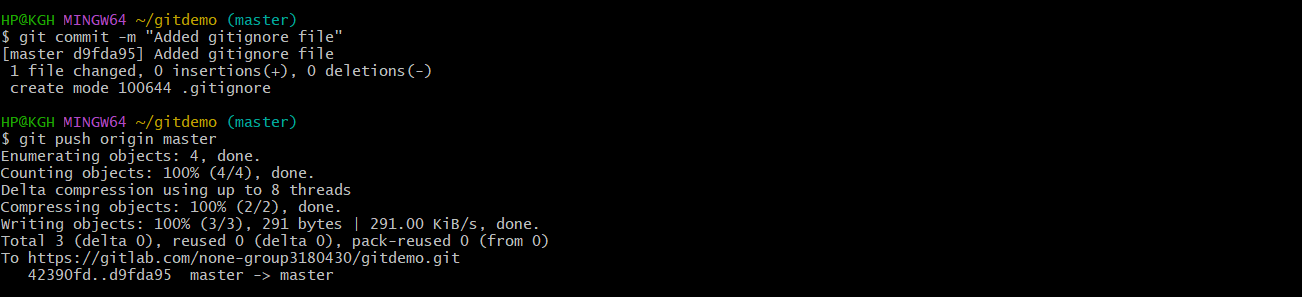 HP@KGH MINGW64 ~/gitdemo (master)
$ git commit -m "Added gitignore file"
[master d9fda95] Added gitignore file
 1 file changed, 0 insertions(+), 0 deletions(-)
 create mode 100644 .gitignore

HP@KGH MINGW64 ~/gitdemo (master)
$ git push origin master
Enumerating objects: 4, done.
Counting objects: 100% (4/4), done.
Delta compression using up to 8 threads
Compressing objects: 100% (2/2), done.
Writing objects: 100% (3/3), 291 bytes | 291.00 KiB/s, done.
Total 3 (delta 0), reused 0 (delta 0), pack-reused 0 (from 0)
To https://gitlab.com/none-group3180430/gitdemo.git
   42390fd..d9fda95  master -> master